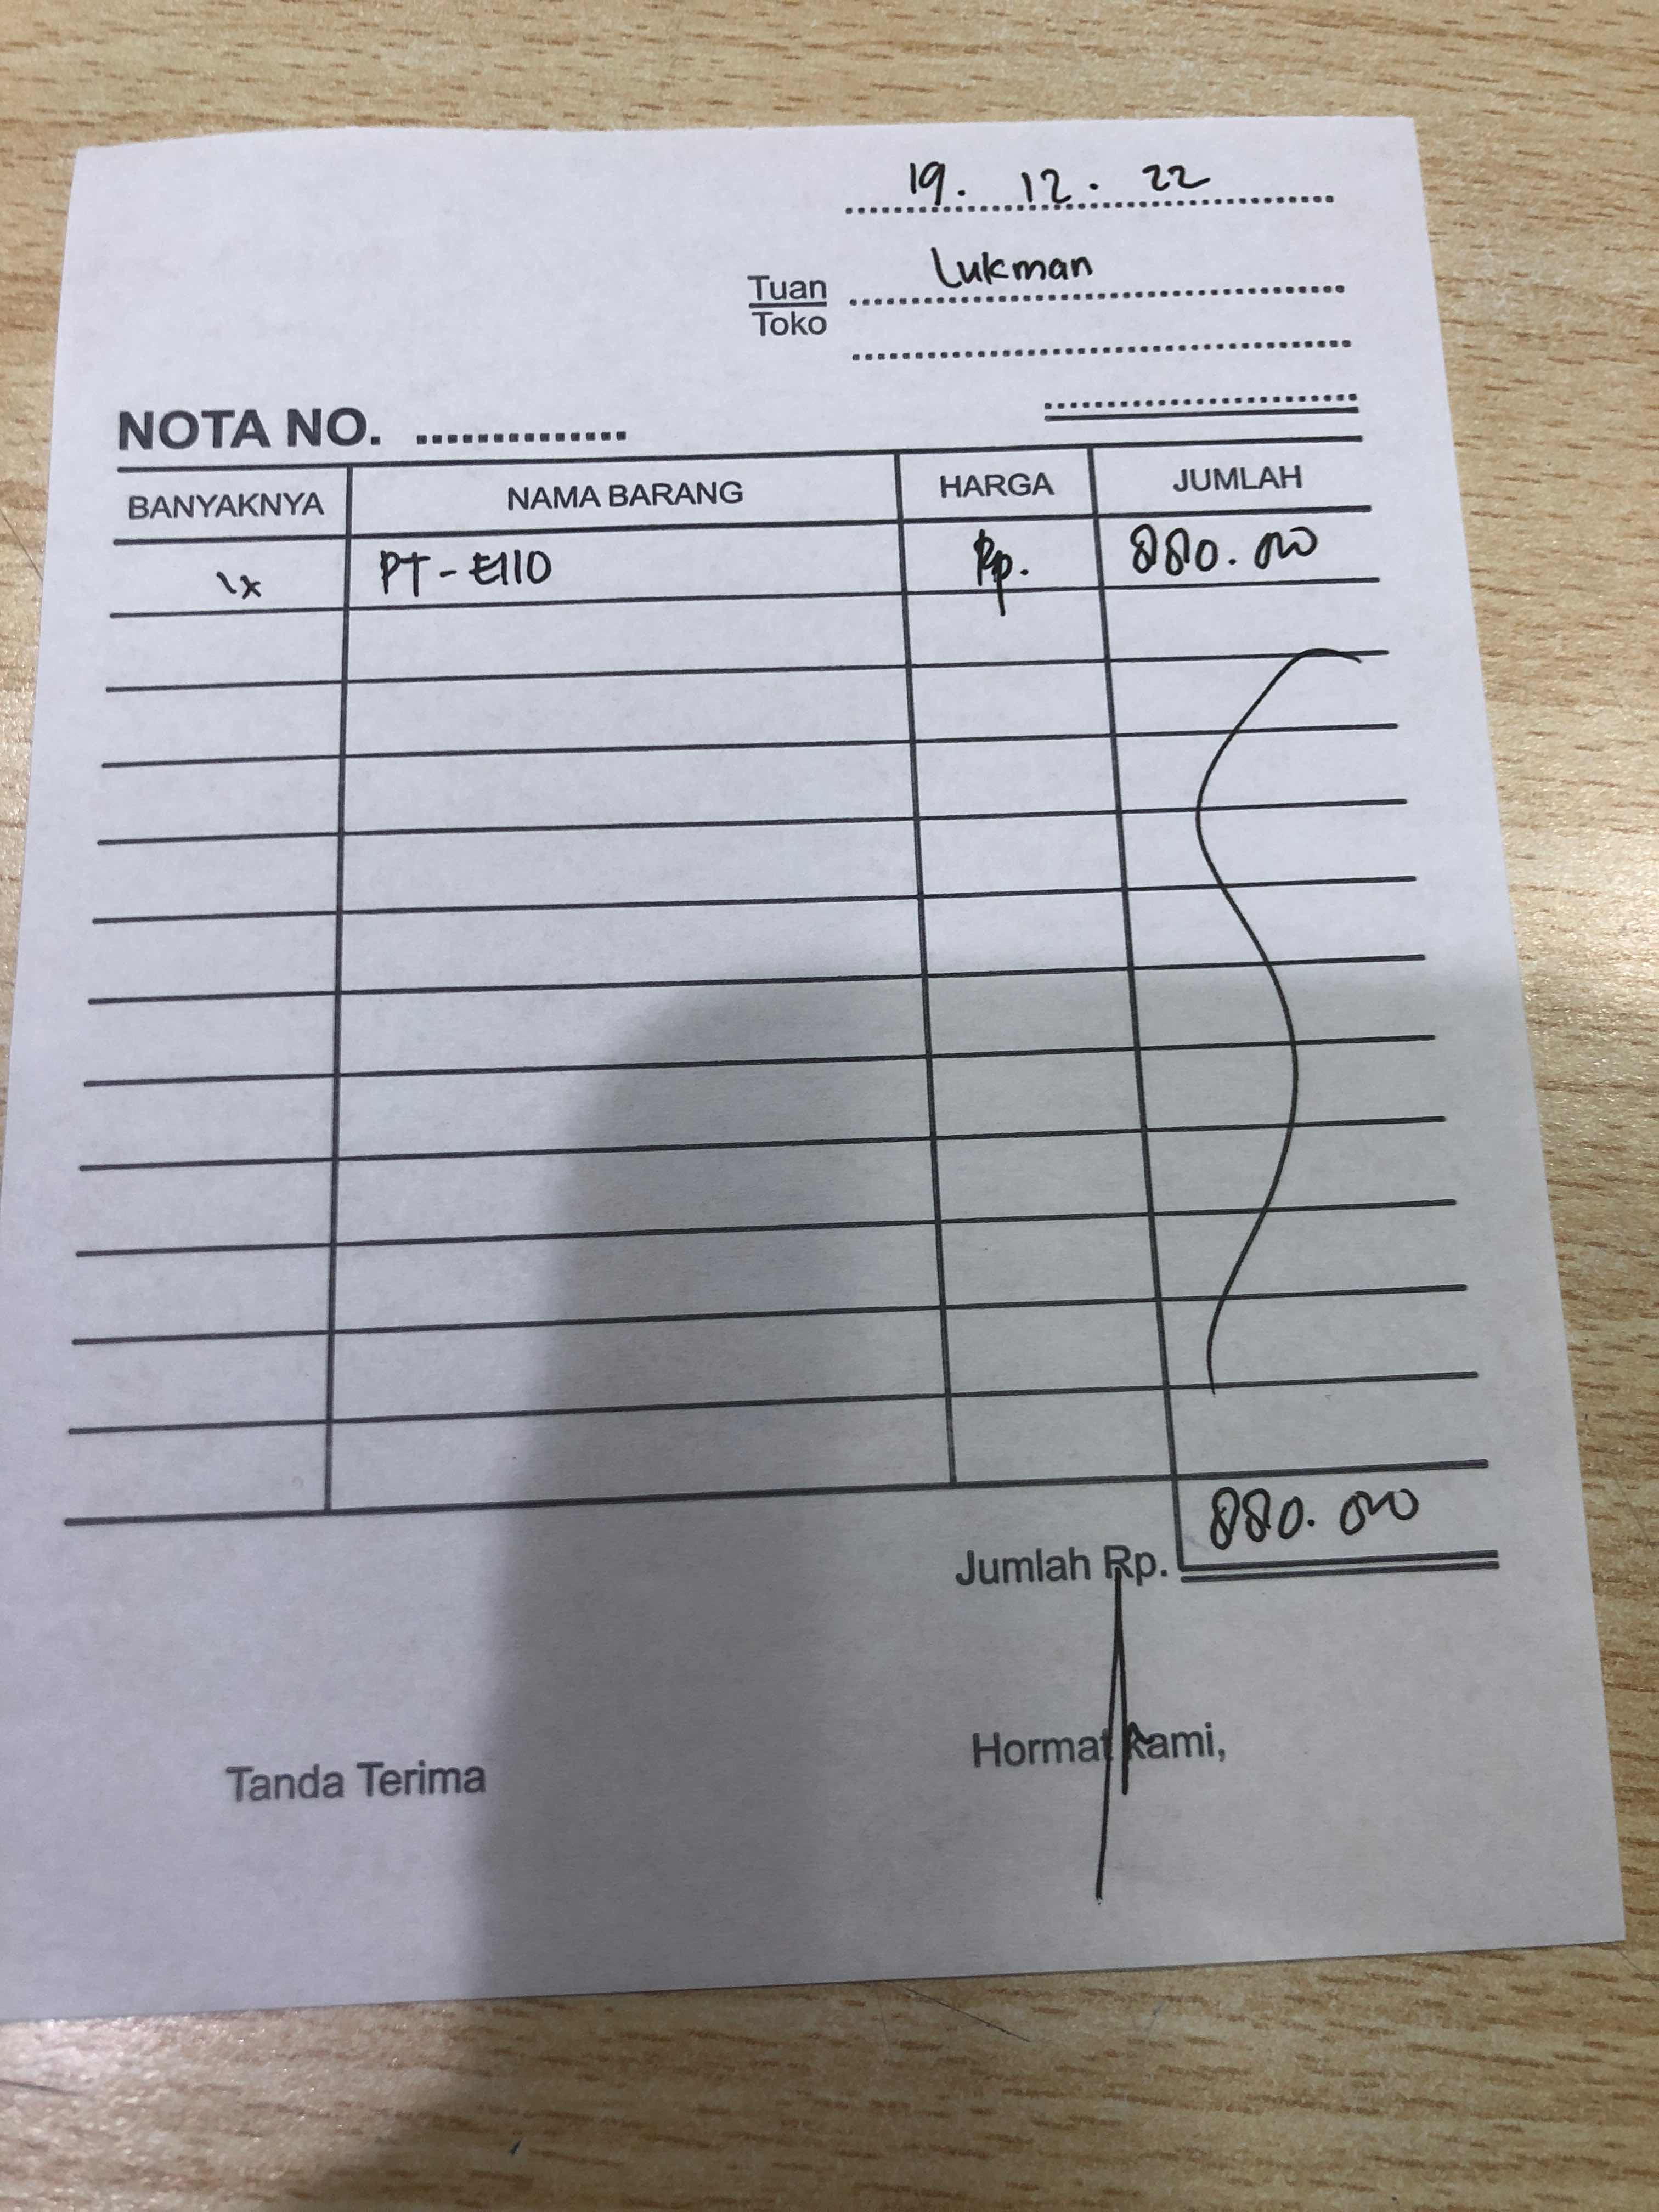 19. 12. 22
Tuan Lukman
Toko
NOTA NO.
BANYAKNYA NAMA BARANG HARGA JUMLAH
1x PT-E110 Rp. 880.000
Jumlah Rp. 880.000
Tanda Terima Hormat kami,